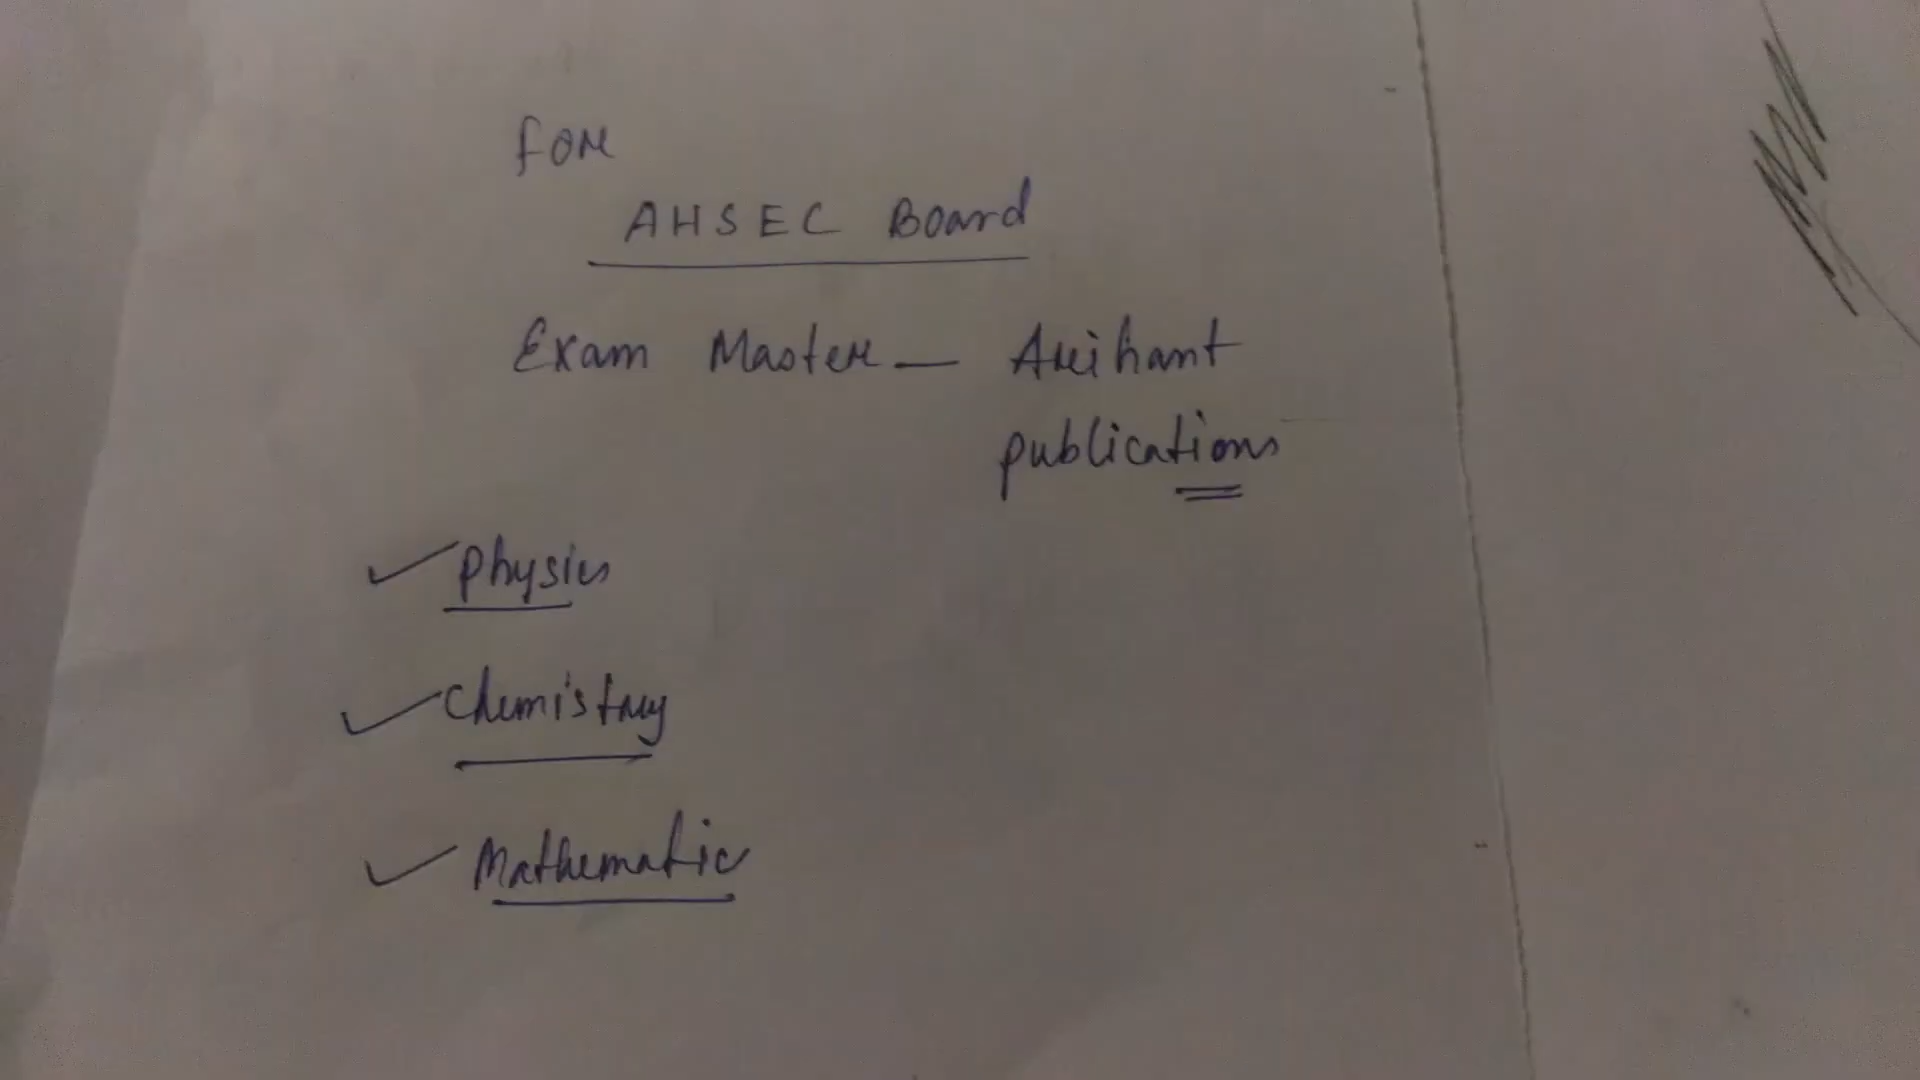 For
AHSEC Board
Exam Master — Arihant
publications
✓ Physics
✓ Chemistry
✓ Mathematic